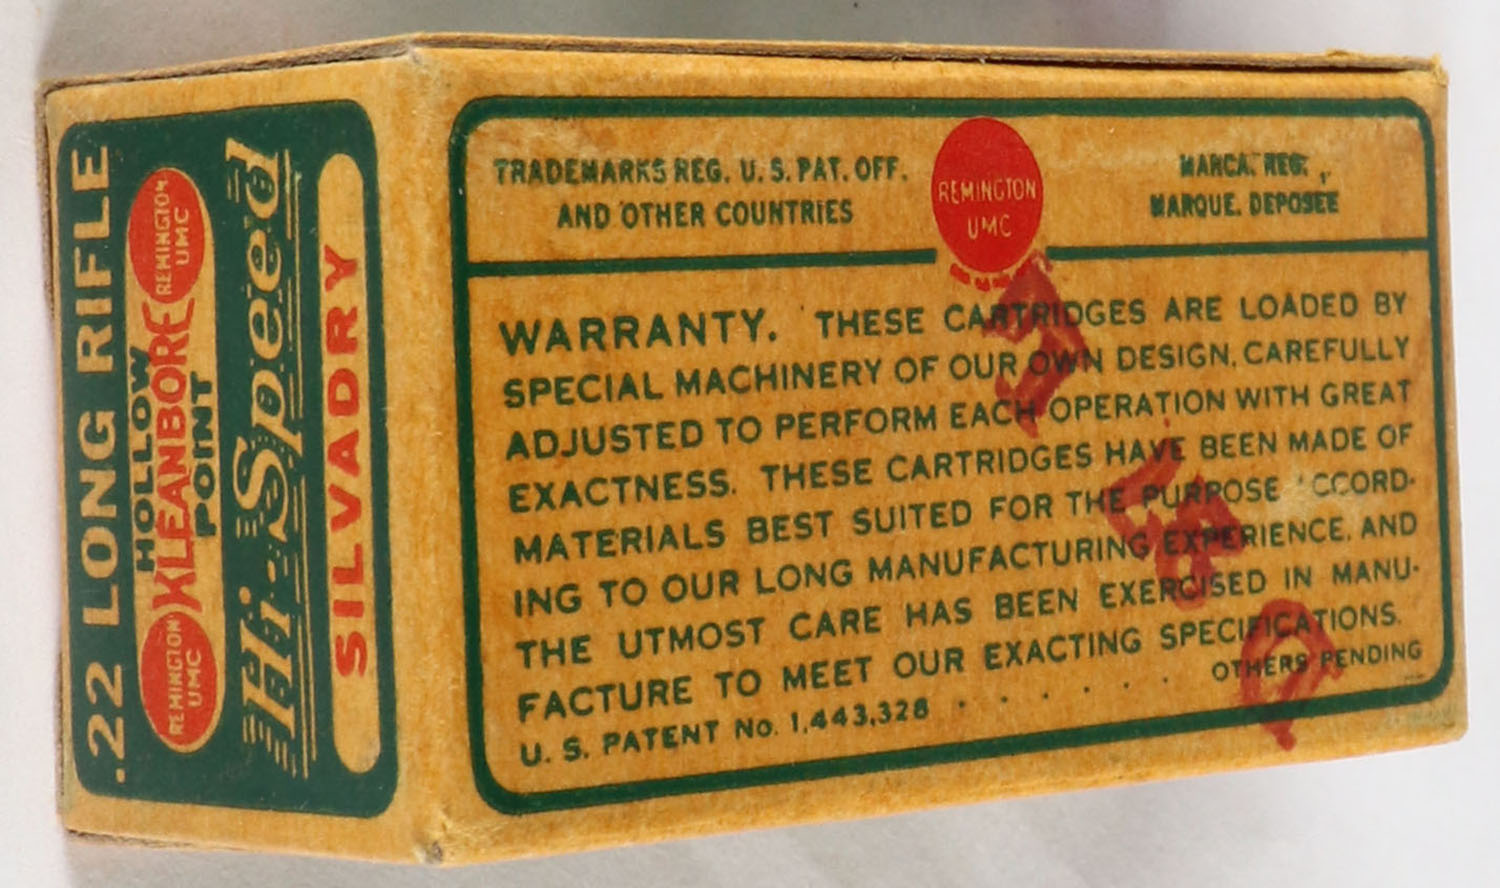 .22 LONG RIFLE
HOLLOW
REMINGTON
UMC
KLEANBORE
REMINGTON
UMC
POINT
Hi-Speed
SILVADRY
TRADEMARKS REG. U. S. PAT. OFF.
AND OTHER COUNTRIES
REMINGTON
UMC
MARCA. REG.
MARQUE. DEPOSEE
WARRANTY. THESE CARTRIDGES ARE LOADED BY
SPECIAL MACHINERY OF OUR OWN DESIGN, CAREFULLY
ADJUSTED TO PERFORM EACH OPERATION WITH GREAT
EXACTNESS. THESE CARTRIDGES HAVE BEEN MADE OF
MATERIALS BEST SUITED FOR THE PURPOSE CCORD-
ING TO OUR LONG MANUFACTURING EXPERIENCE, AND
THE UTMOST CARE HAS BEEN EXERCISED IN MANU-
FACTURE TO MEET OUR EXACTING SPECIFICATIONS.
U. S. PATENT No. 1,443,328 . . . . . . OTHERS PENDING